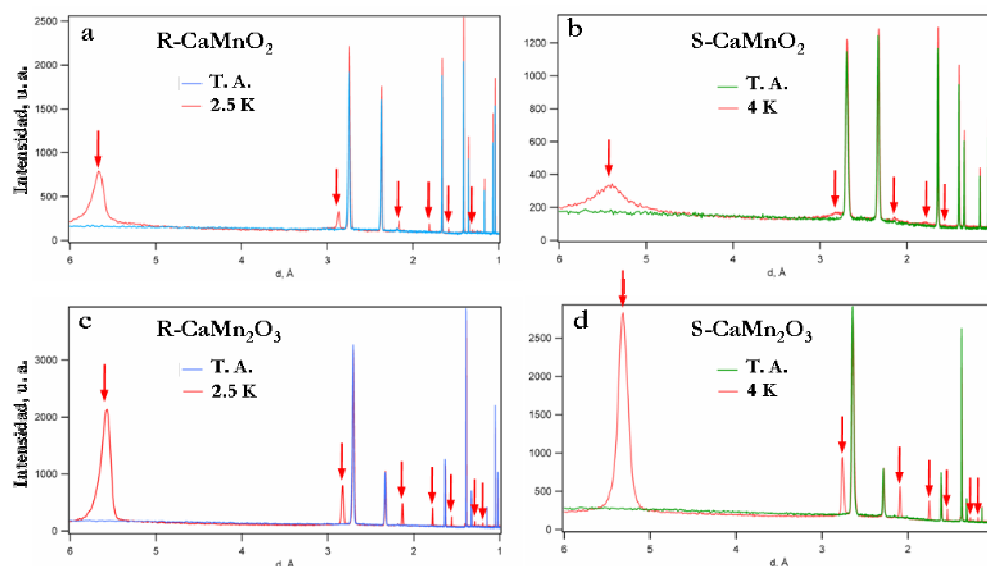 a
R-CaMnO₂
T. A.
2.5 K
Intensidad, u. a.
2500
2000
1500
1000
500
0
6
5
4
3
2
1
d, Å
b
S-CaMnO₂
T. A.
4 K
1200
1000
800
600
400
200
0
6
5
4
3
2
d, Å
c
R-CaMn₂O₃
T. A.
2.5 K
Intensidad, u. a.
3000
2000
1000
0
6
5
4
3
2
1
d, Å
d
S-CaMn₂O₃
T. A.
4 K
2500
2000
1500
1000
500
0
6
5
4
3
2
d, Å